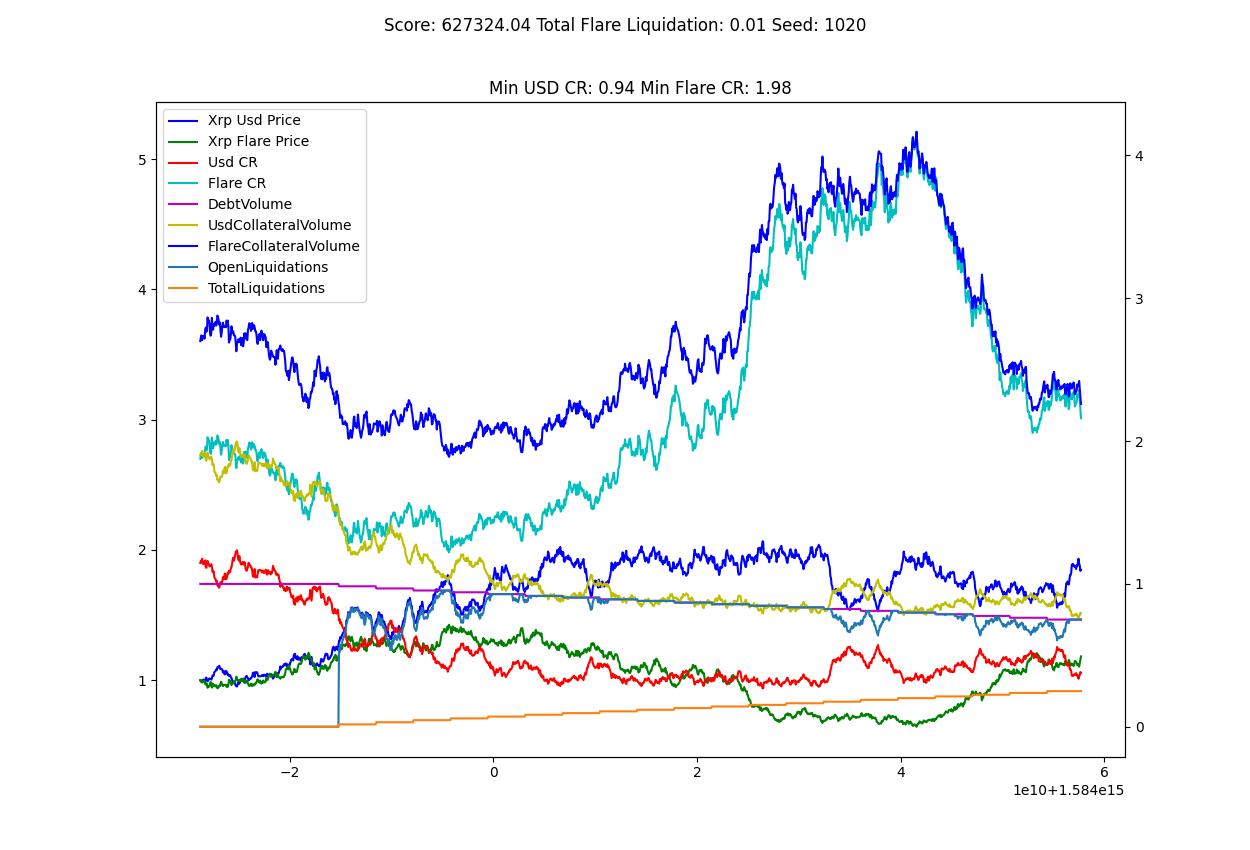 Score: 627324.04 Total Flare Liquidation: 0.01 Seed: 1020
Min USD CR: 0.94 Min Flare CR: 1.98
Xrp Usd Price
Xrp Flare Price
Usd CR
Flare CR
DebtVolume
UsdCollateralVolume
FlareCollateralVolume
OpenLiquidations
TotalLiquidations
5
4
3
2
1
4
3
2
1
0
−2
0
2
4
6
1e10+1.584e15